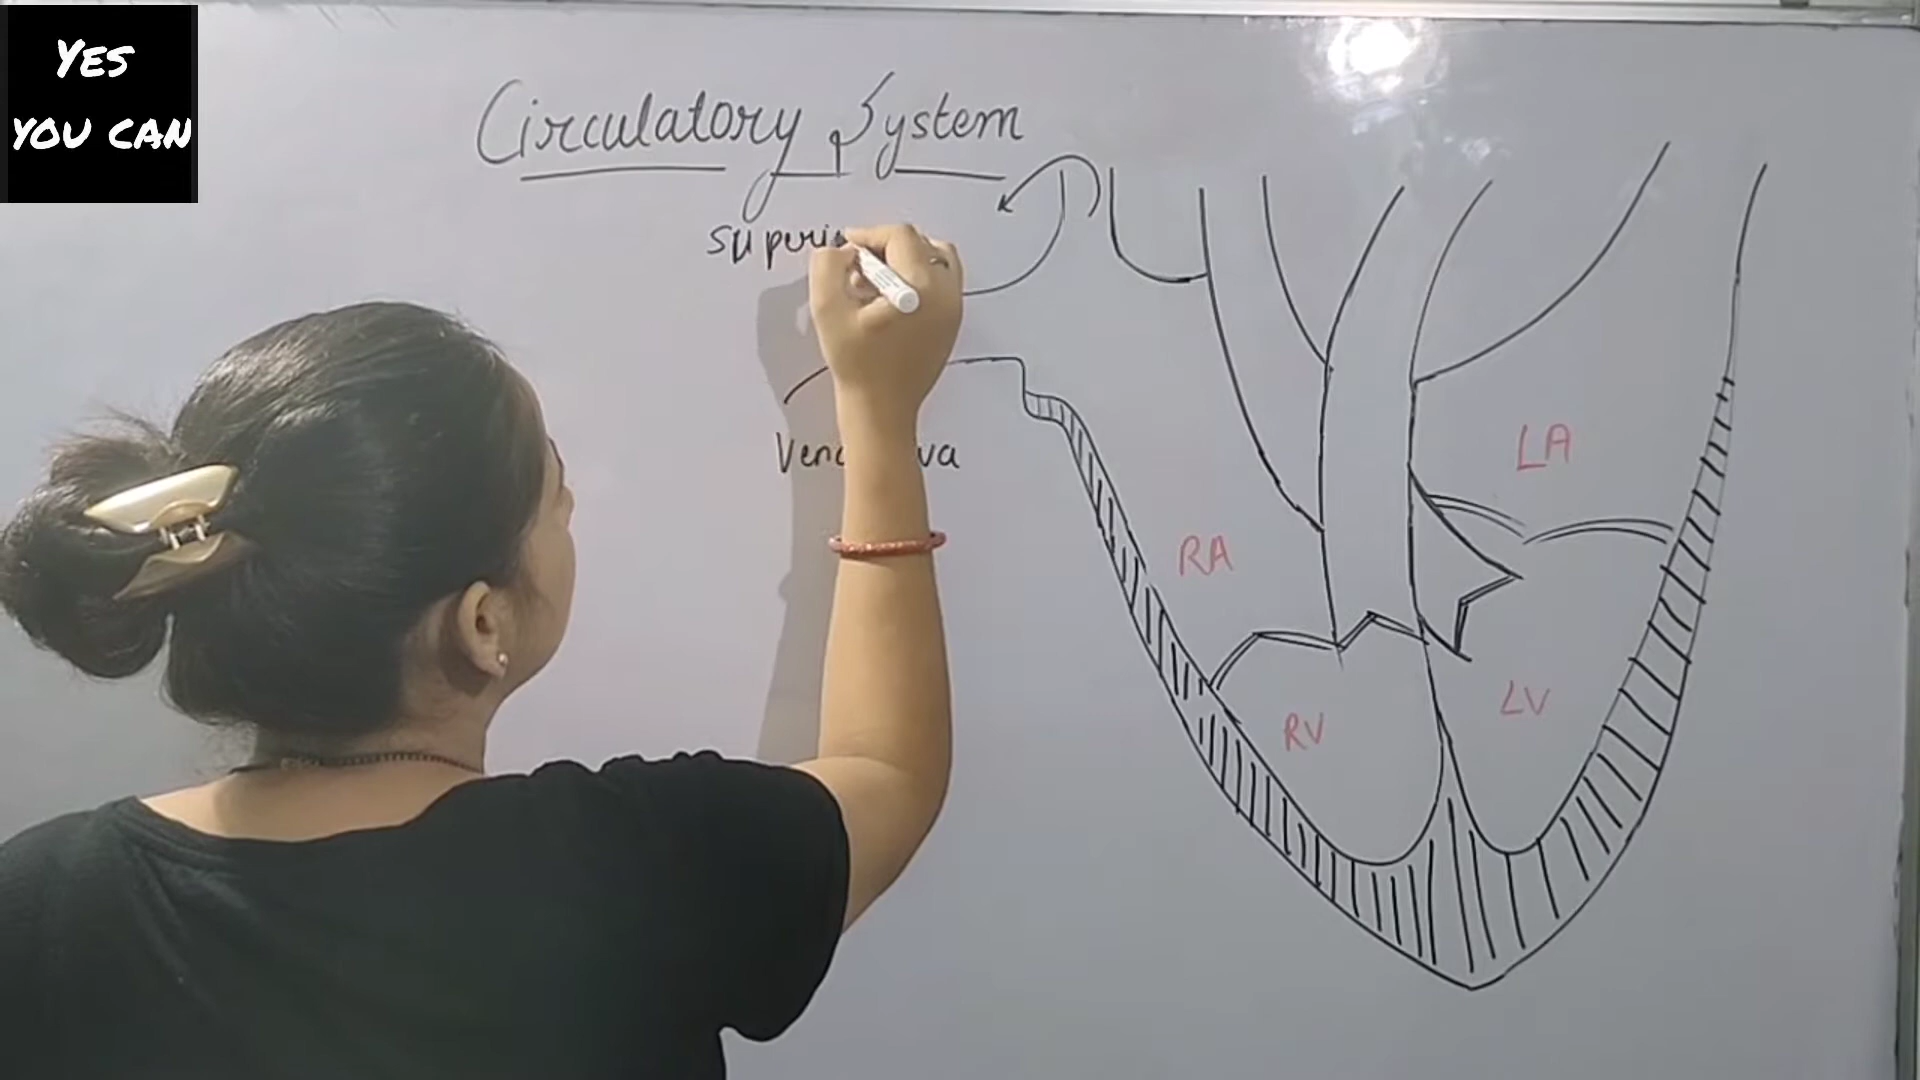 YES
YOU CAN
Circulatory System
LA
RA
LV
RV